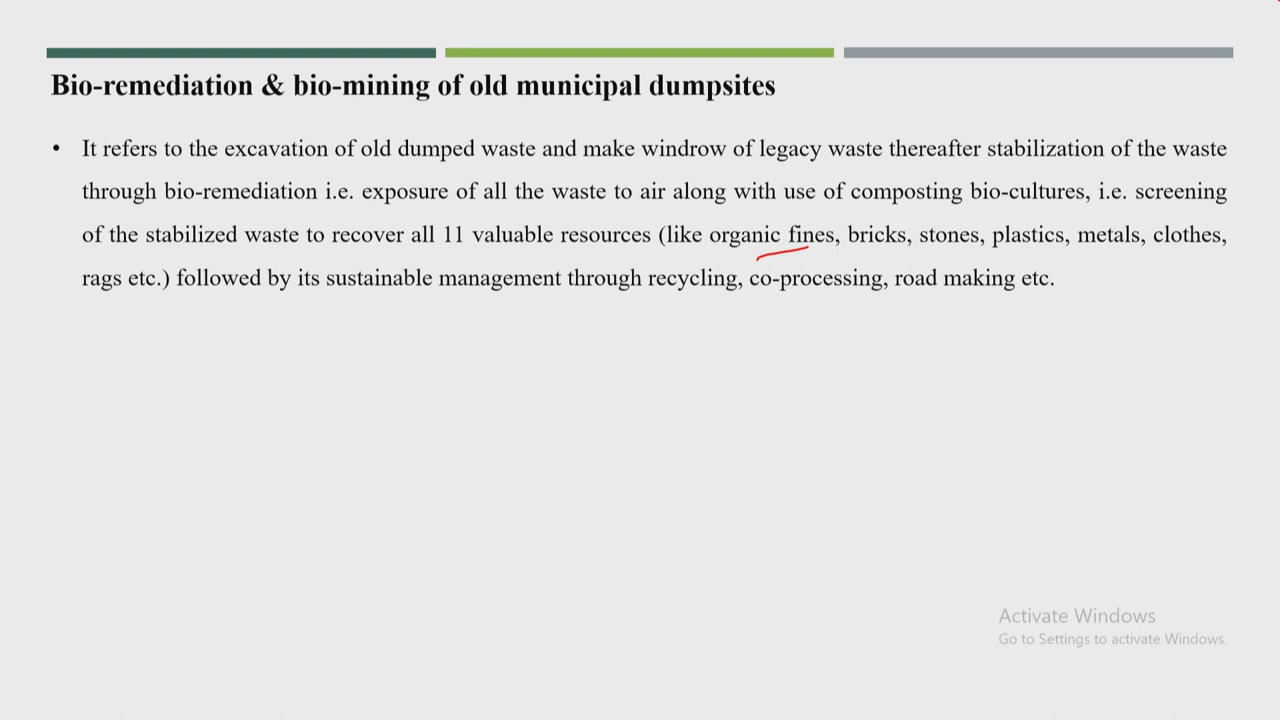 Bio-remediation & bio-mining of old municipal dumpsites
• It refers to the excavation of old dumped waste and make windrow of legacy waste thereafter stabilization of the waste
through bio-remediation i.e. exposure of all the waste to air along with use of composting bio-cultures, i.e. screening
of the stabilized waste to recover all 11 valuable resources (like organic fines, bricks, stones, plastics, metals, clothes,
rags etc.) followed by its sustainable management through recycling, co-processing, road making etc.
Activate Windows
Go to Settings to activate Windows.